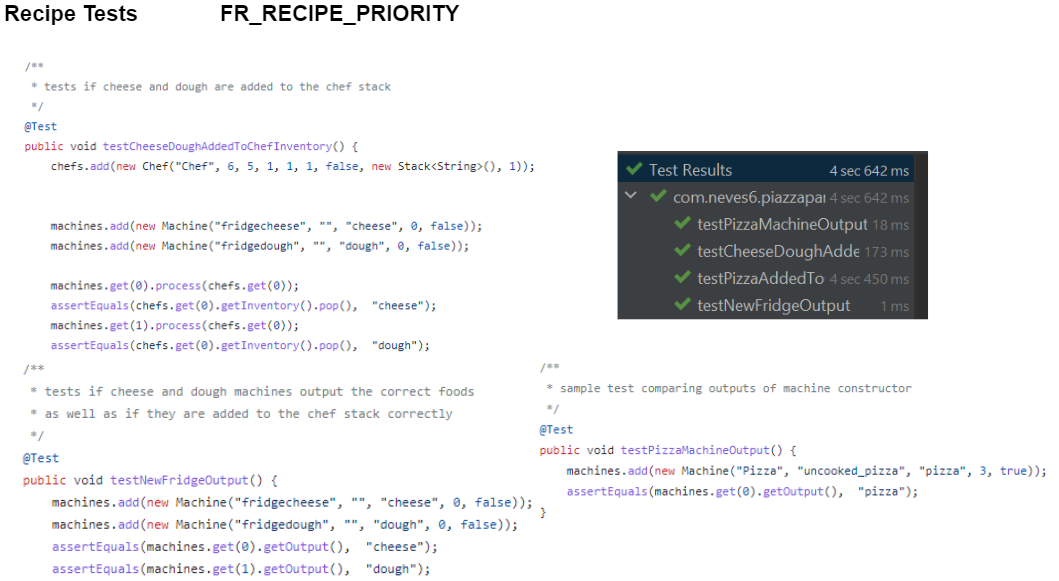 Recipe Tests FR_RECIPE_PRIORITY
/**
* tests if cheese and dough are added to the chef stack
*/
@Test
public void testCheeseDoughAddedToChefInventory() {
chefs.add(new Chef("Chef", 6, 5, 1, 1, 1, false, new Stack<String>(), 1));
machines.add(new Machine("fridgecheese", "", "cheese", 0, false));
machines.add(new Machine("fridgedough", "", "dough", 0, false));
machines.get(0).process(chefs.get(0));
assertEquals(chefs.get(0).getInventory().pop(), "cheese");
machines.get(1).process(chefs.get(0));
assertEquals(chefs.get(0).getInventory().pop(), "dough");
/**
* tests if cheese and dough machines output the correct foods
* as well as if they are added to the chef stack correctly
*/
@Test
public void testNewFridgeOutput() {
machines.add(new Machine("fridgecheese", "", "cheese", 0, false));
machines.add(new Machine("fridgedough", "", "dough", 0, false));
assertEquals(machines.get(0).getOutput(), "cheese");
assertEquals(machines.get(1).getOutput(), "dough");
Test Results 4 sec 642 ms
com.neves6.piazzapai 4 sec 642 ms
testPizzaMachineOutput 18 ms
testCheeseDoughAdde 173 ms
testPizzaAddedTo 4 sec 450 ms
testNewFridgeOutput 1 ms
/**
* sample test comparing outputs of machine constructor
*/
@Test
public void testPizzaMachineOutput() {
machines.add(new Machine("Pizza", "uncooked_pizza", "pizza", 3, true));
assertEquals(machines.get(0).getOutput(), "pizza");
}